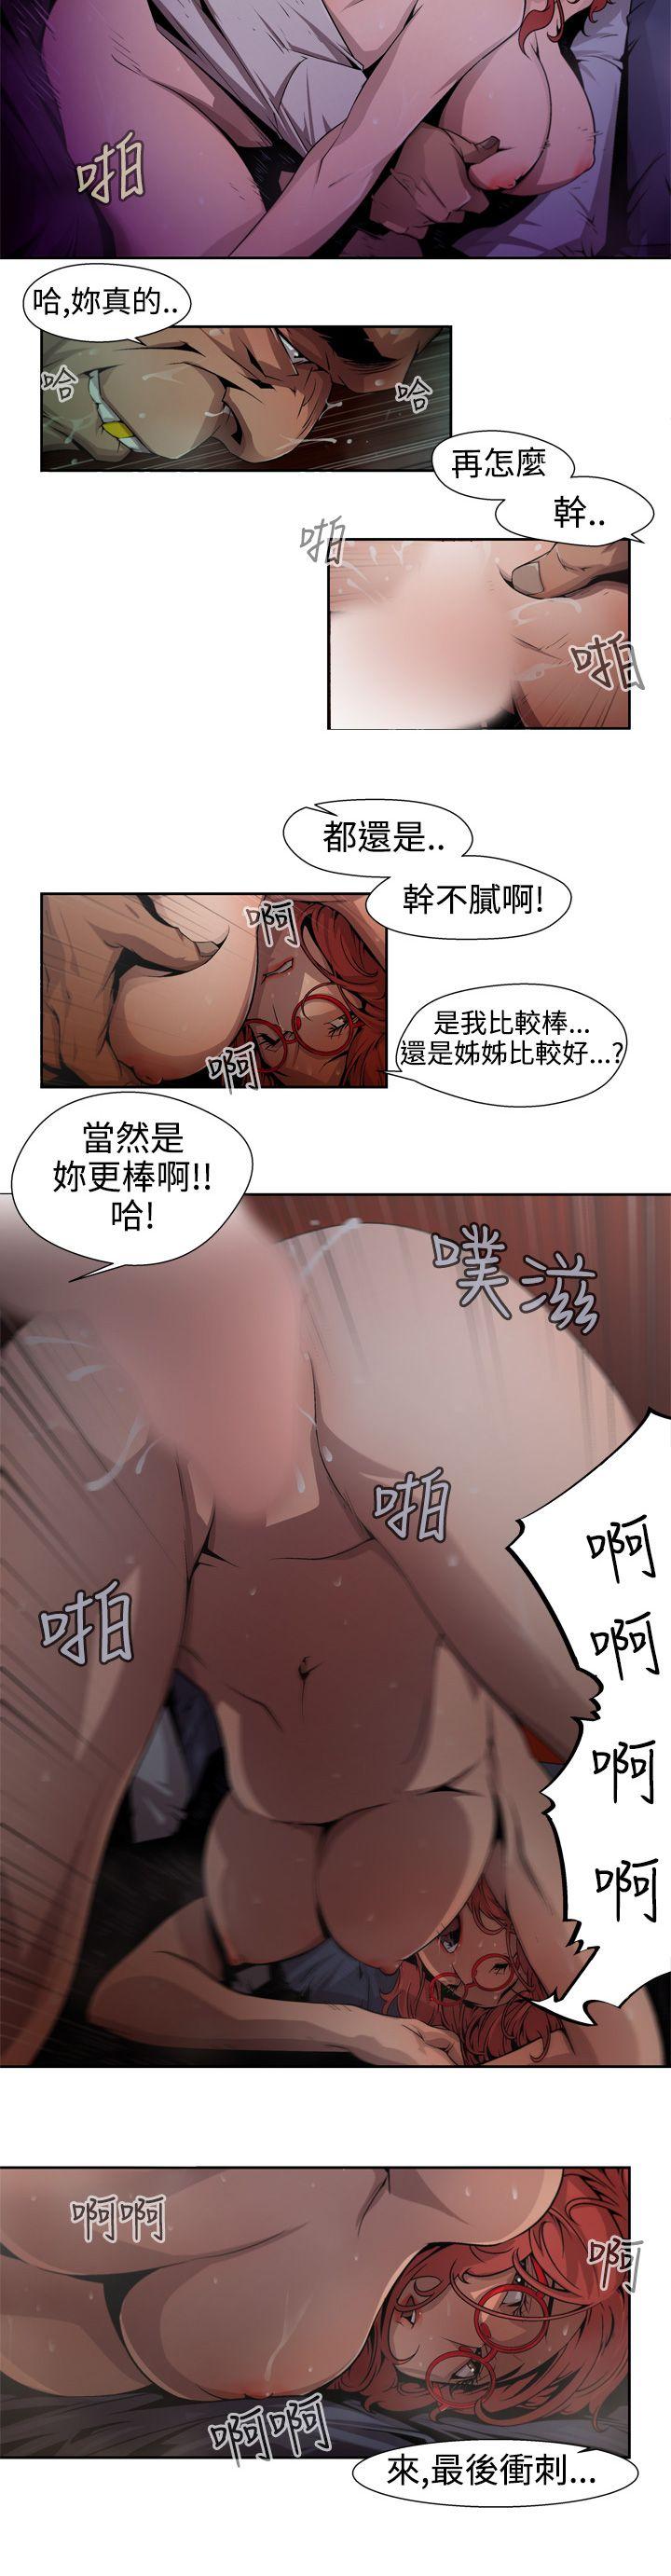 啪
哈,妳真的..
哈
哈
再怎麼
幹..
啪
啪
都還是..
幹不膩啊!
啊
是我比較棒...
還是姊姊比較好...?
啊
當然是
妳更棒啊!!
哈!
噗滋
啪
啪
啊
啊
啊
啊
啊啊
啊
啊啊
來,最後衝刺...